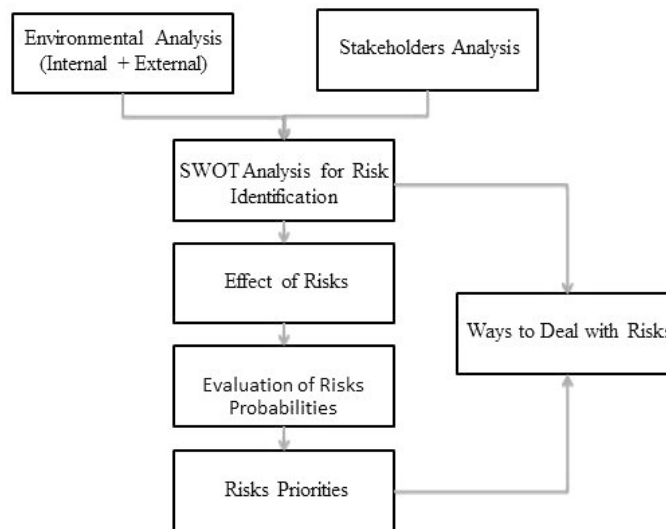 Environmental Analysis
(Internal + External)
Stakeholders Analysis
SWOT Analysis for Risk
Identification
Effect of Risks
Ways to Deal with Risks
Evaluation of Risks
Probabilities
Risks Priorities